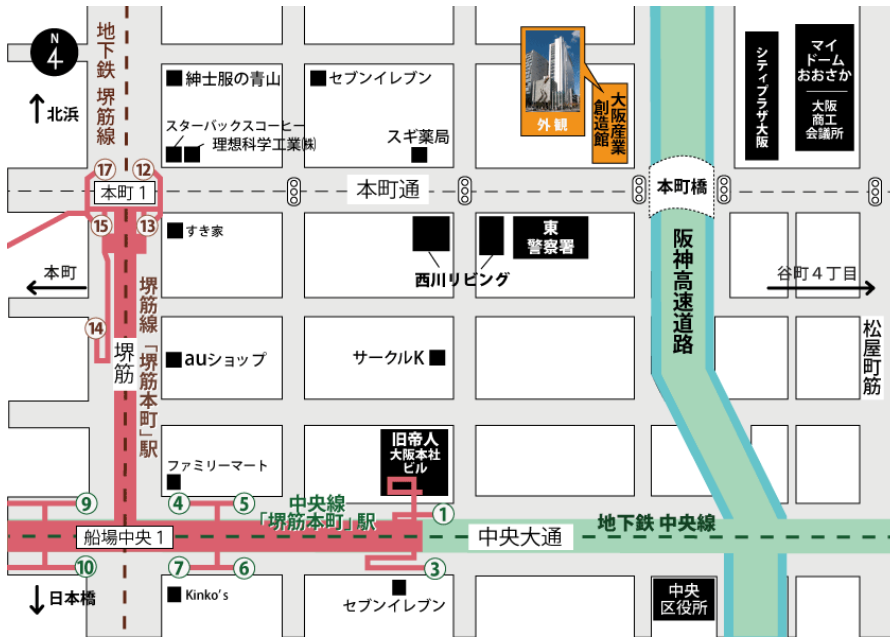 N
4
北浜
地下鉄 堺筋線
紳士服の青山
セブンイレブン
スターバックスコーヒー
理想科学工業㈱
スギ薬局
外観
大阪産業
創造館
シティプラザ大阪
マイ
ドーム
おおさか
大阪
商工
会議所
17
12
本町1
本町通
本町橋
15
13
すき家
西川リビング
東
警察署
阪神高速道路
本町
谷町4丁目
14
堺筋
堺筋線「堺筋本町」駅
auショップ
サークルK
松屋町筋
旧帝人
大阪本社
ビル
ファミリーマート
9
4
5
中央線
「堺筋本町」駅
1
地下鉄 中央線
船場中央1
中央大通
10
7
6
3
日本橋
Kinko's
セブンイレブン
中央
区役所